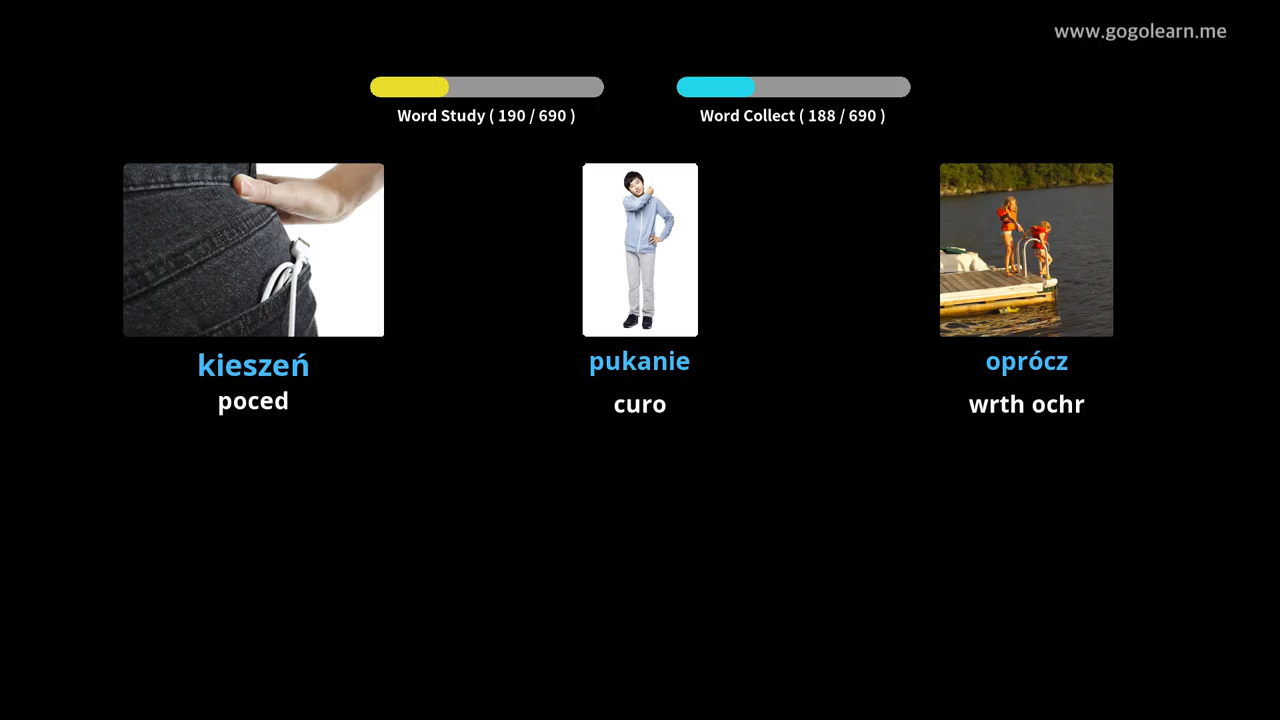 www.gogolearn.me
Word Study ( 190 / 690 )
Word Collect ( 188 / 690 )
kieszeń
poced
pukanie
curo
oprócz
wrth ochr